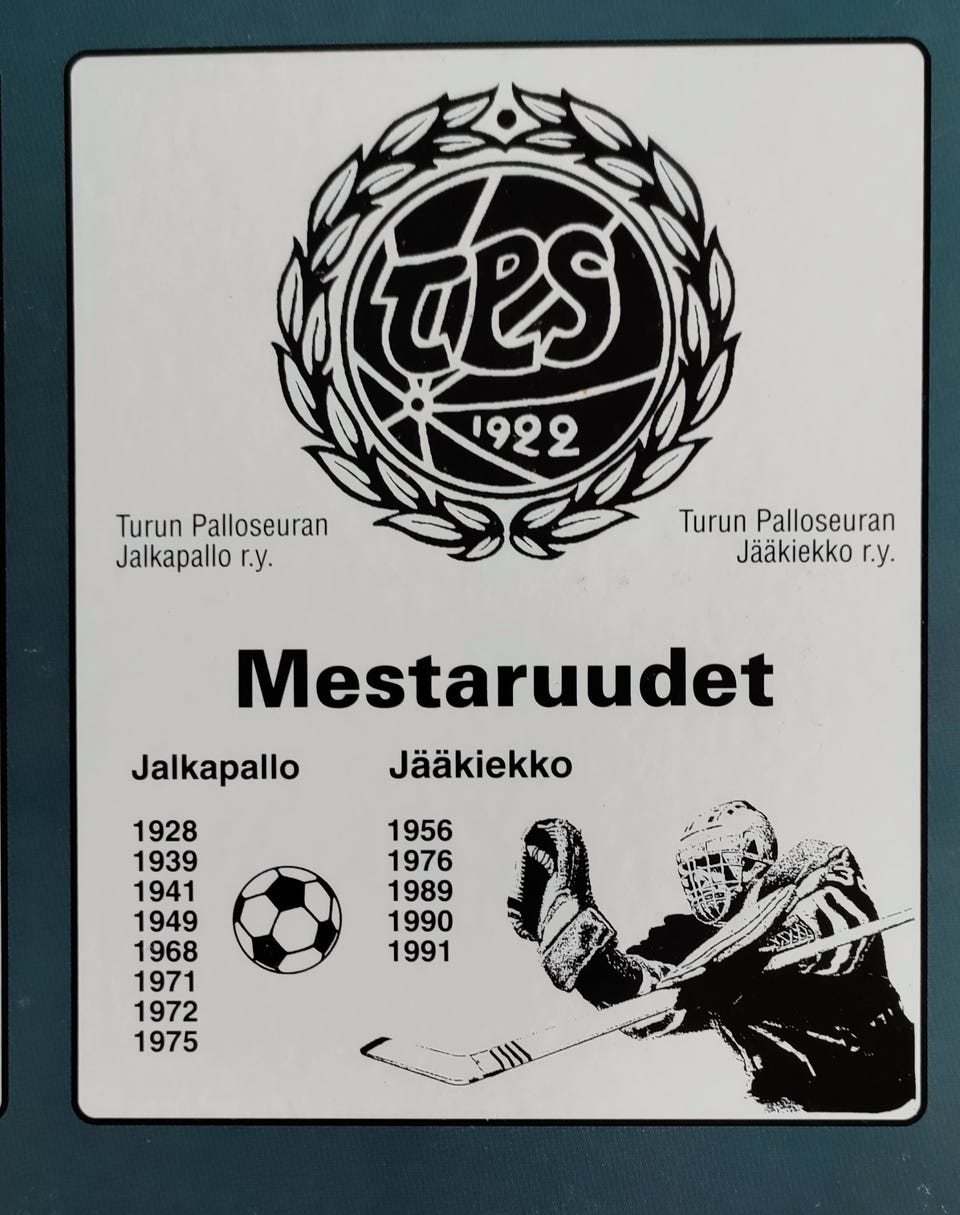 TPS
1922
Turun Palloseuran
Jalkapallo r.y.
Turun Palloseuran
Jääkiekko r.y.
Mestaruudet
Jalkapallo
1928
1939
1941
1949
1968
1971
1972
1975
Jääkiekko
1956
1976
1989
1990
1991